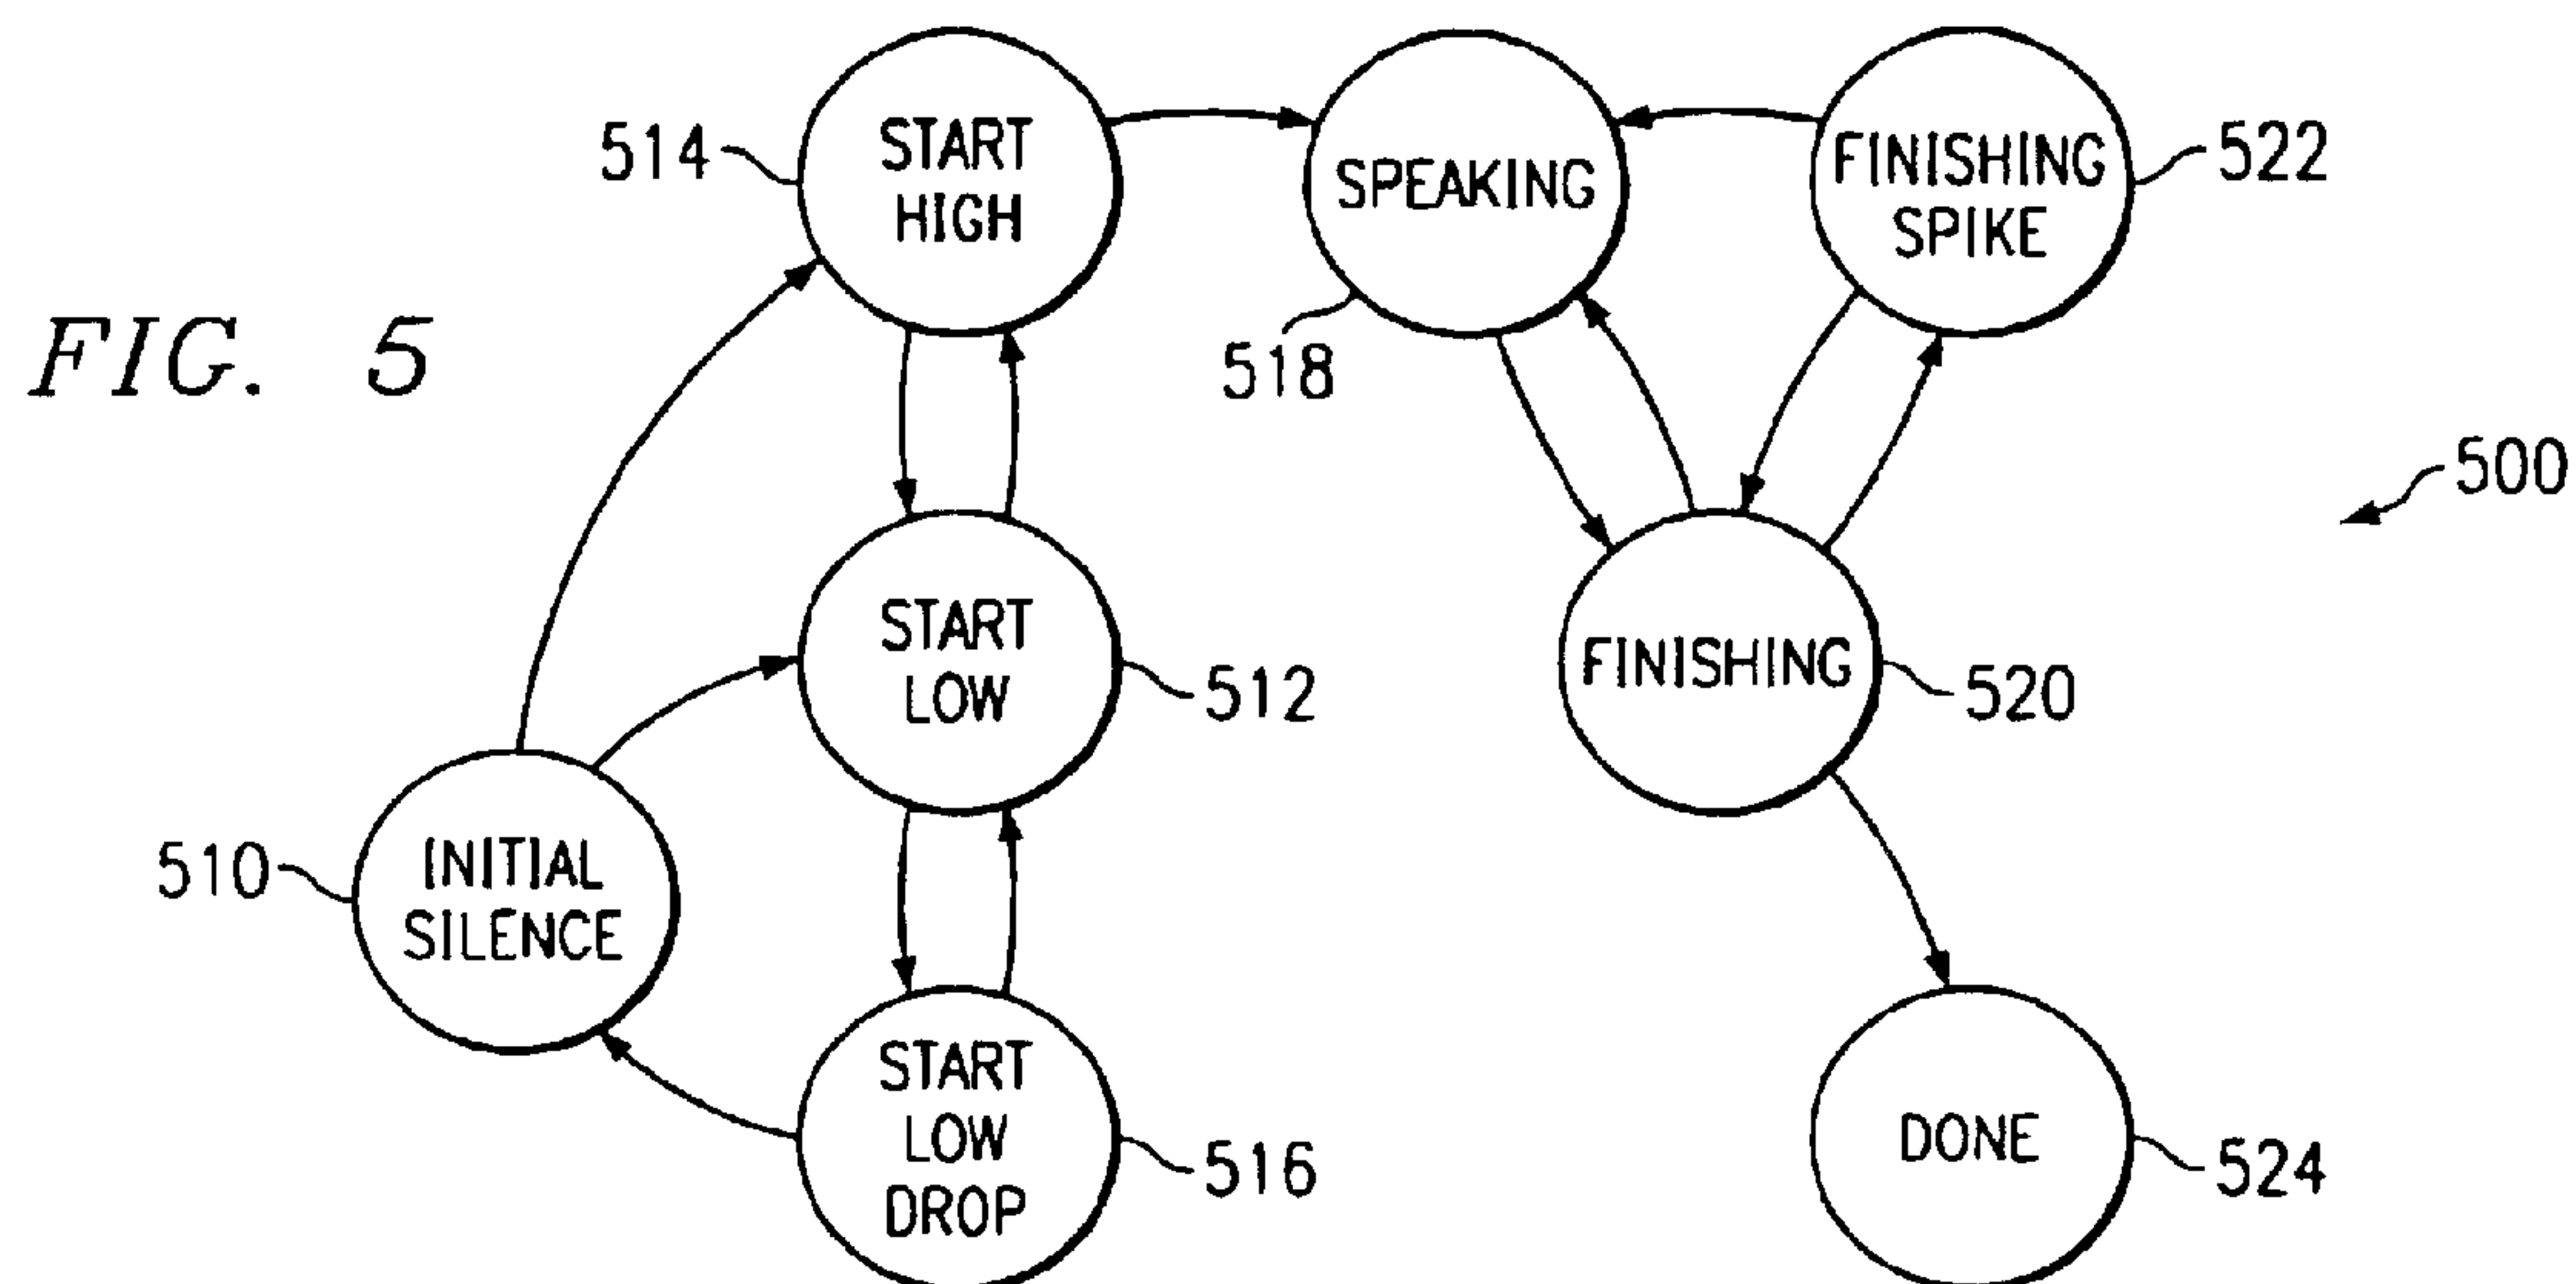 FIG. 5
514
START
HIGH
SPEAKING
518
FINISHING
SPIKE
522
500
START
LOW
512
FINISHING
520
510
INITIAL
SILENCE
START
LOW
DROP
516
DONE
524